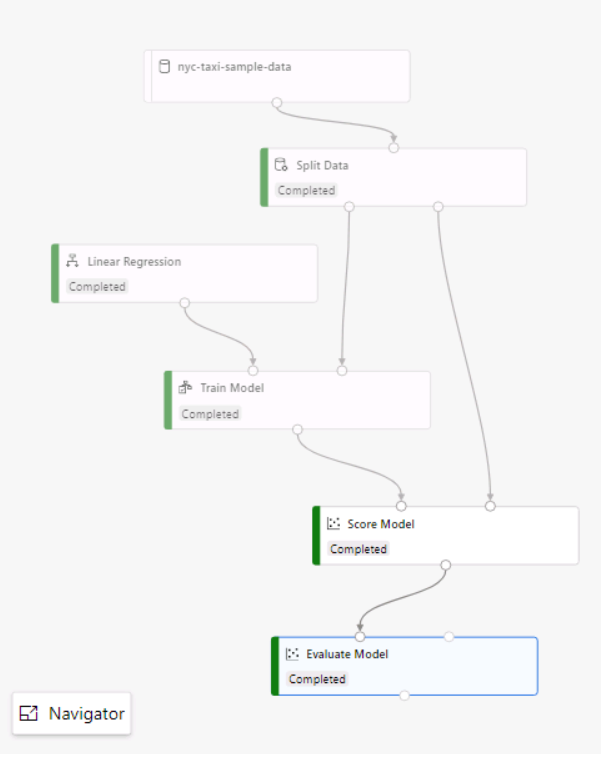 nyc-taxi-sample-data
Split Data
Completed
Linear Regression
Completed
Train Model
Completed
Score Model
Completed
Evaluate Model
Completed
Navigator